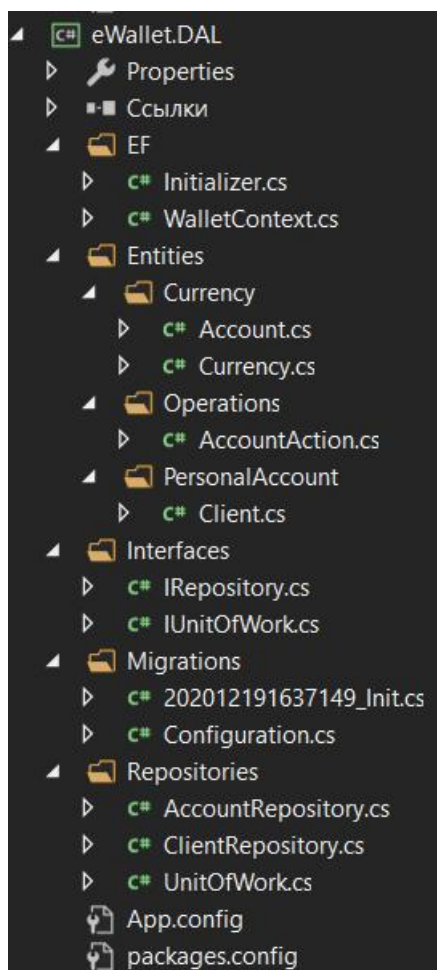 C# eWallet.DAL
Properties
Ссылки
EF
C# Initializer.cs
C# WalletContext.cs
Entities
Currency
C# Account.cs
C# Currency.cs
Operations
C# AccountAction.cs
PersonalAccount
C# Client.cs
Interfaces
C# IRepository.cs
C# IUnitOfWork.cs
Migrations
C# 202012191637149_Init.cs
C# Configuration.cs
Repositories
C# AccountRepository.cs
C# ClientRepository.cs
C# UnitOfWork.cs
App.config
packages.config